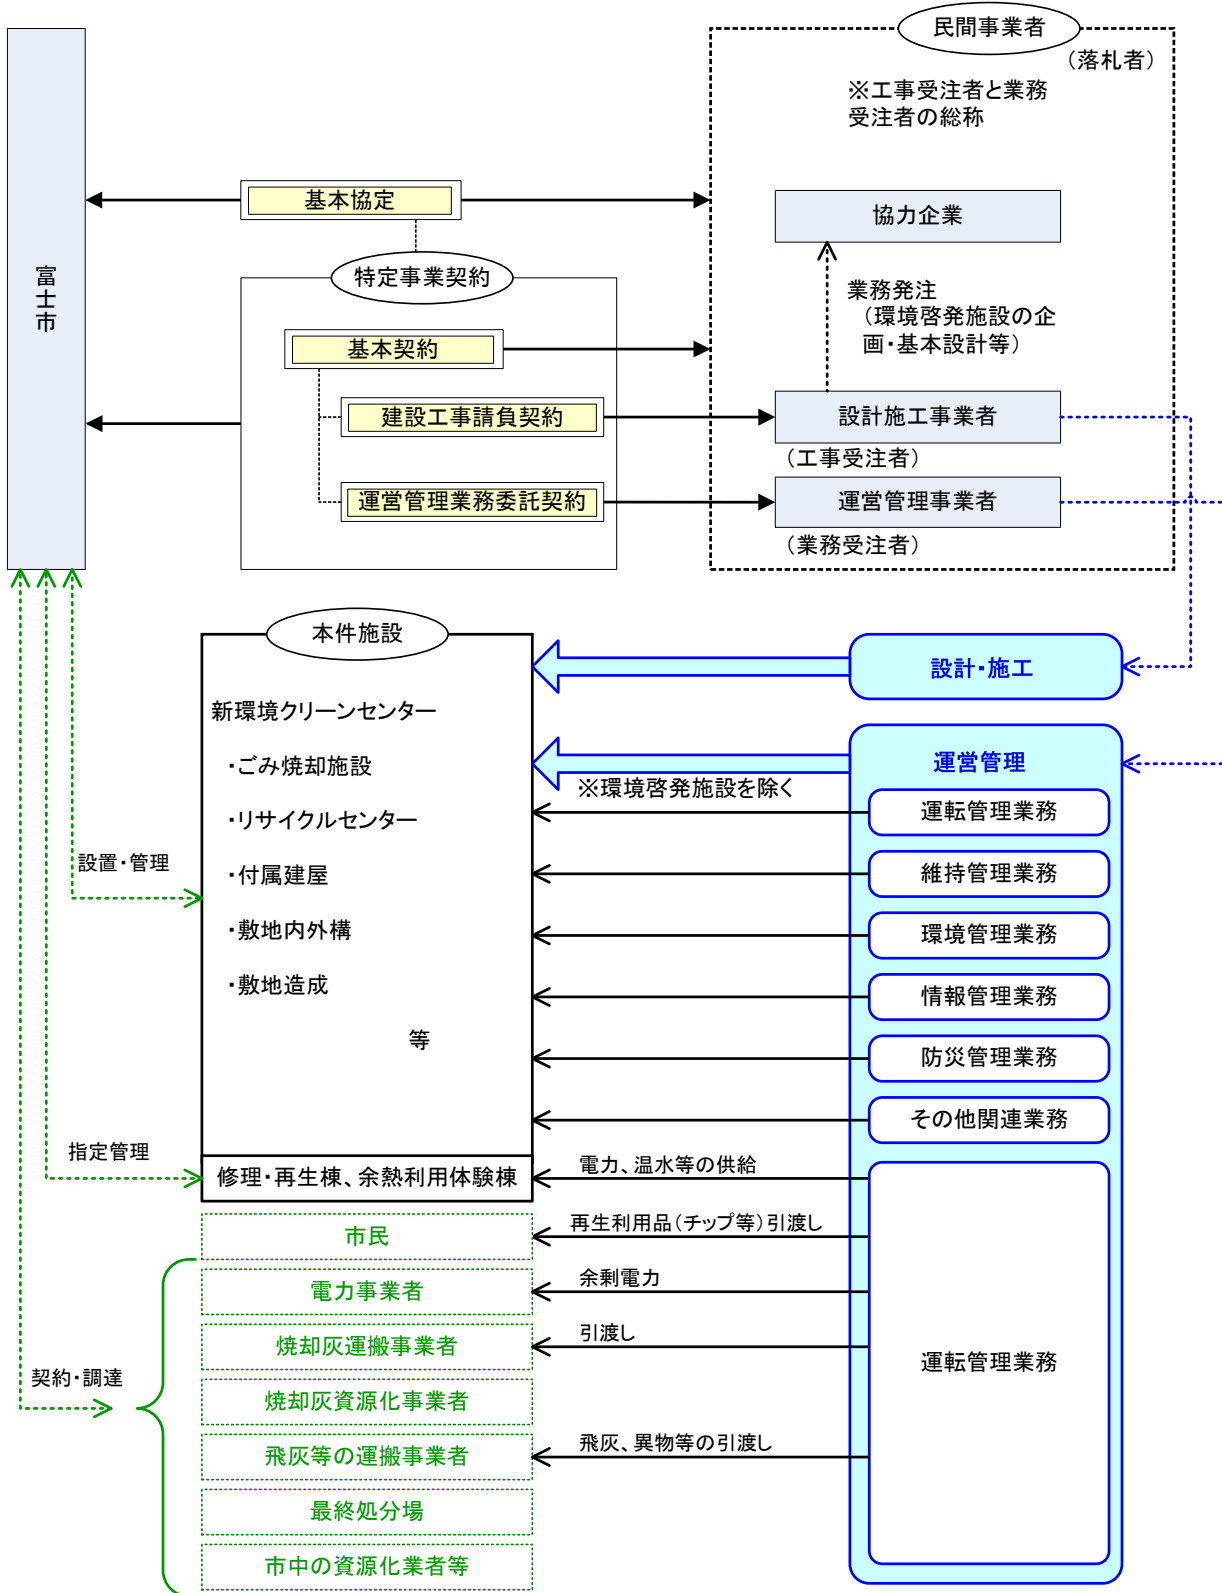 民間事業者
（落札者）
※工事受注者と業務
受注者の総称
富士市
基本協定
協力企業
特定事業契約
業務発注
（環境啓発施設の企
画・基本設計等）
基本契約
建設工事請負契約
設計施工事業者
（工事受注者）
運営管理業務委託契約
運営管理事業者
（業務受注者）
本件施設
設計・施工
新環境クリーンセンター
・ごみ焼却施設
・リサイクルセンター
・付属建屋
・敷地内外構
・敷地造成
等
運営管理
※環境啓発施設を除く
運転管理業務
維持管理業務
環境管理業務
情報管理業務
防災管理業務
その他関連業務
設置・管理
指定管理
修理・再生棟、余熱利用体験棟
電力、温水等の供給
市民
再生利用品（チップ等）引渡し
電力事業者
余剰電力
焼却灰運搬事業者
引渡し
運転管理業務
契約・調達
焼却灰資源化事業者
飛灰等の運搬事業者
飛灰、異物等の引渡し
最終処分場
市中の資源化業者等